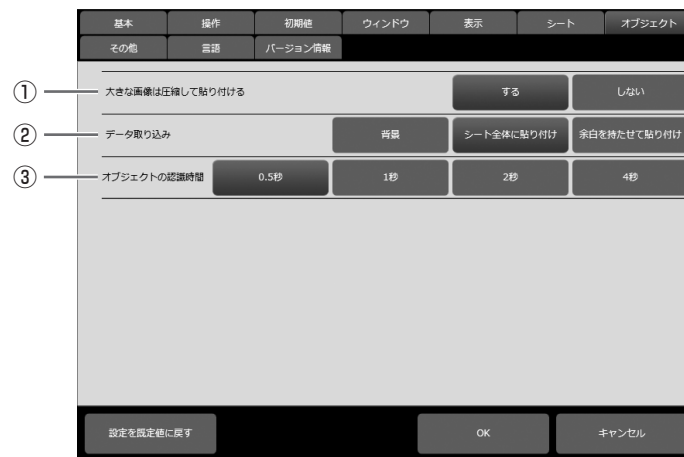 基本 操作 初期値 ウィンドウ 表示 シート オブジェクト
その他 言語 バージョン情報
① 大きな画像は圧縮して貼り付ける する しない
② データ取り込み 背景 シート全体に貼り付け 余白を持たせて貼り付け
③ オブジェクトの認識時間 0.5秒 1秒 2秒 4秒
設定を既定値に戻す OK キャンセル